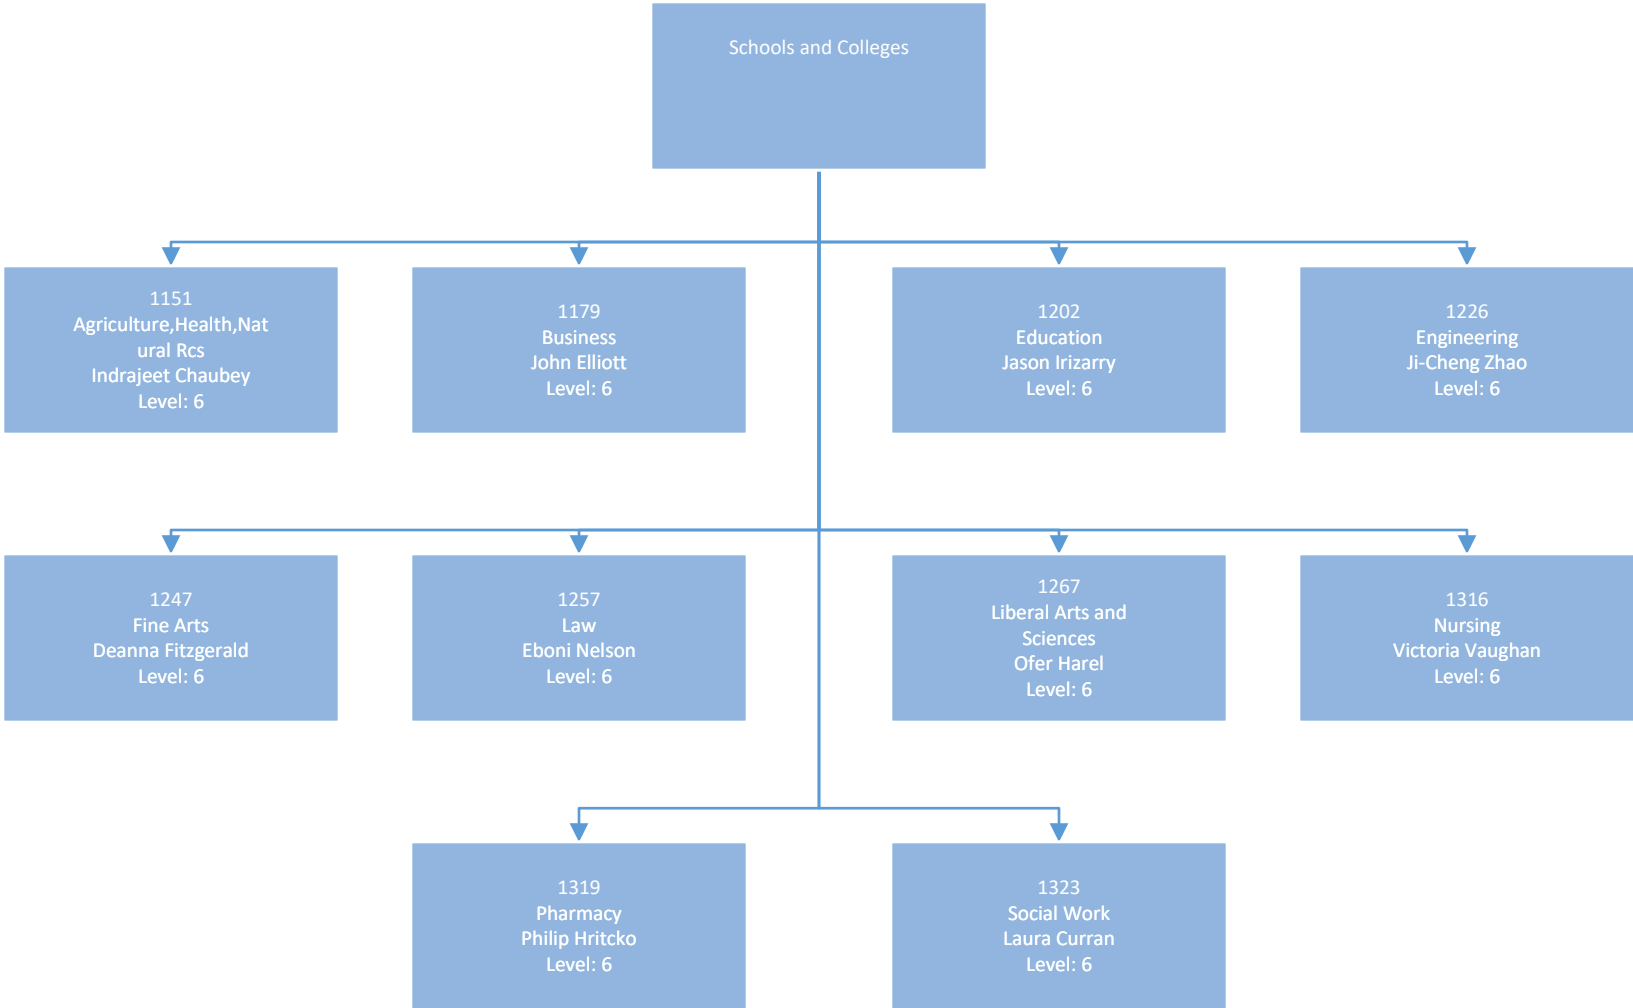 Schools and Colleges
1151
Agriculture,Health,Nat
ural Rcs
Indrajeet Chaubey
Level: 6
1179
Business
John Elliott
Level: 6
1202
Education
Jason Irizarry
Level: 6
1226
Engineering
Ji-Cheng Zhao
Level: 6
1247
Fine Arts
Deanna Fitzgerald
Level: 6
1257
Law
Eboni Nelson
Level: 6
1267
Liberal Arts and
Sciences
Ofer Harel
Level: 6
1316
Nursing
Victoria Vaughan
Level: 6
1319
Pharmacy
Philip Hritcko
Level: 6
1323
Social Work
Laura Curran
Level: 6